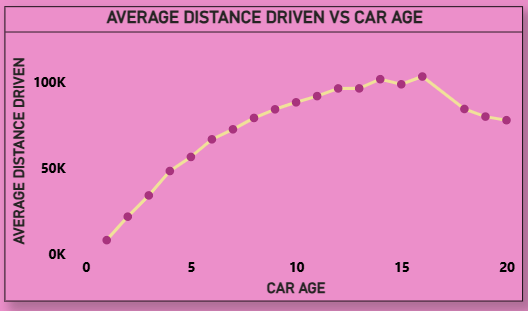 AVERAGE DISTANCE DRIVEN VS CAR AGE
AVERAGE DISTANCE DRIVEN
100K
50K
0K
0 5 10 15 20
CAR AGE